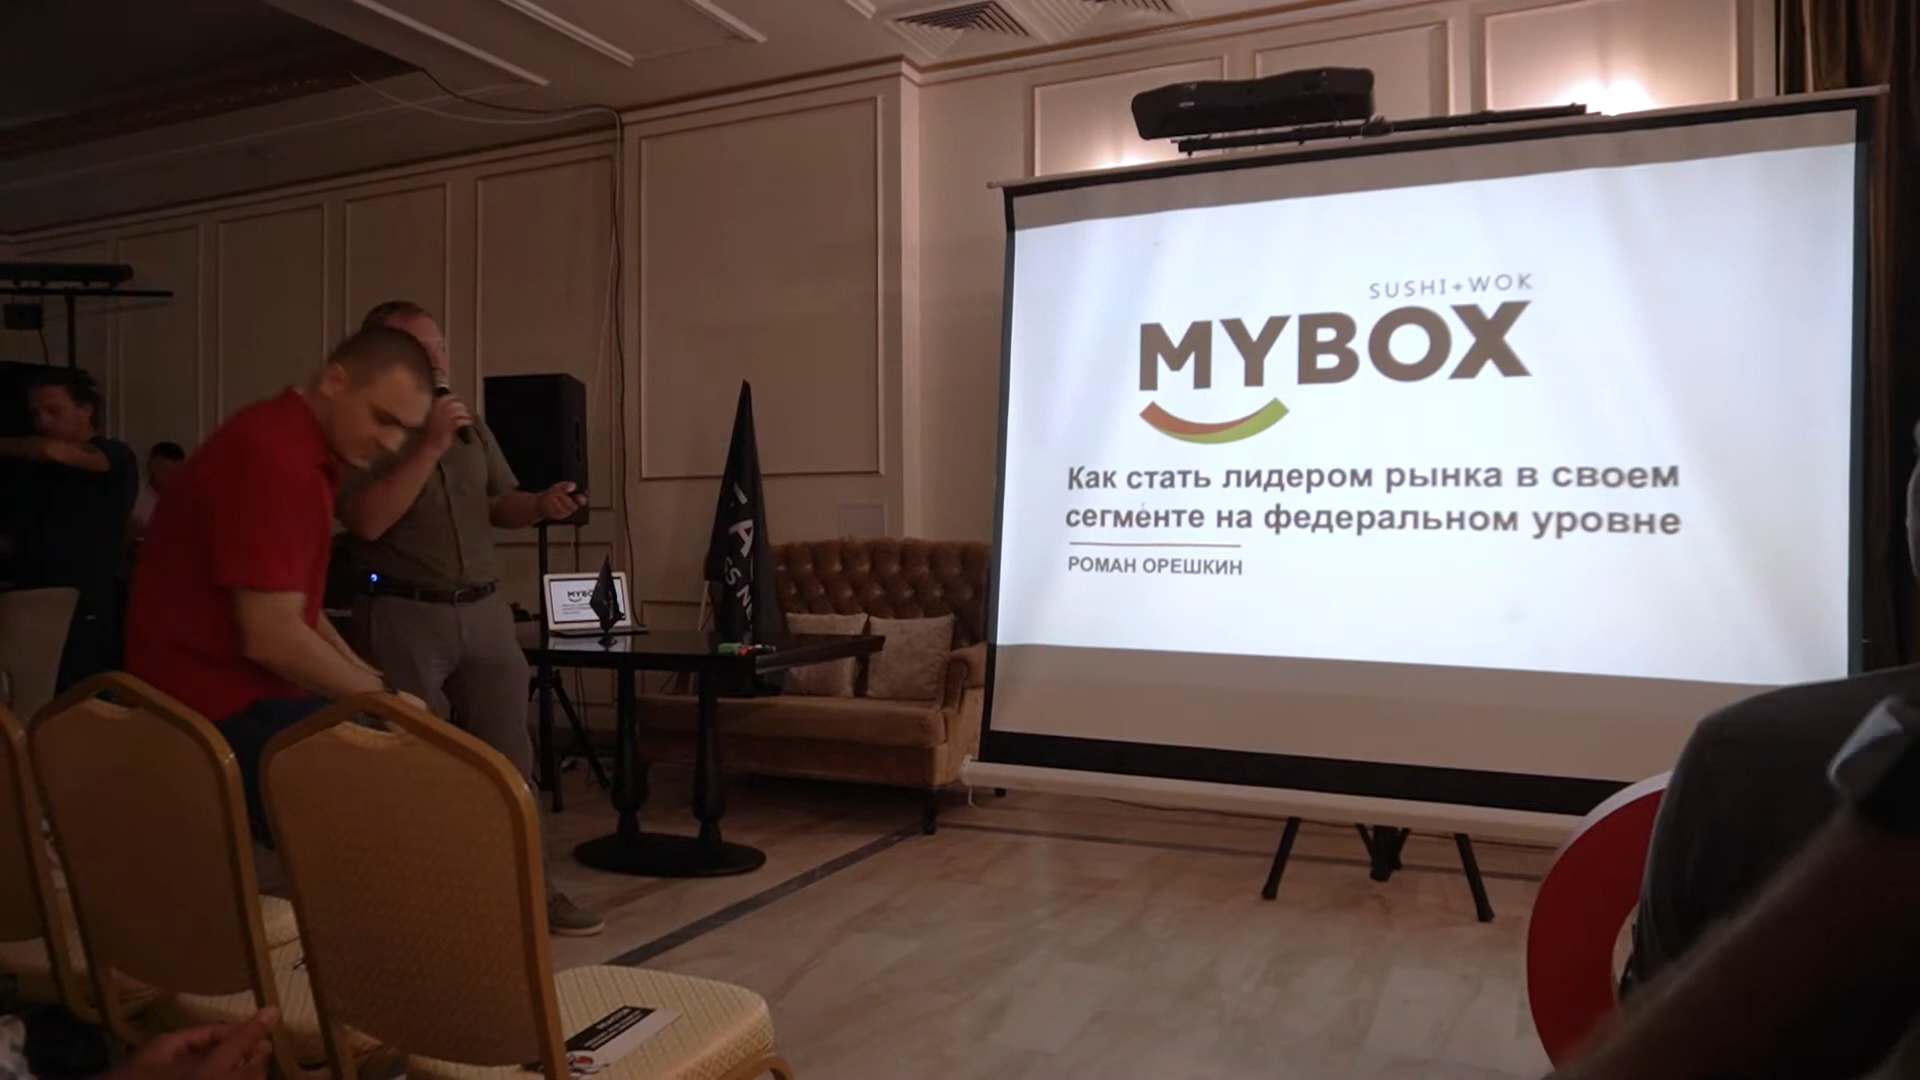 SUSHI+WOK
MYBOX
Как стать лидером рынка в своем
сегменте на федеральном уровне
РОМАН ОРЕШКИН